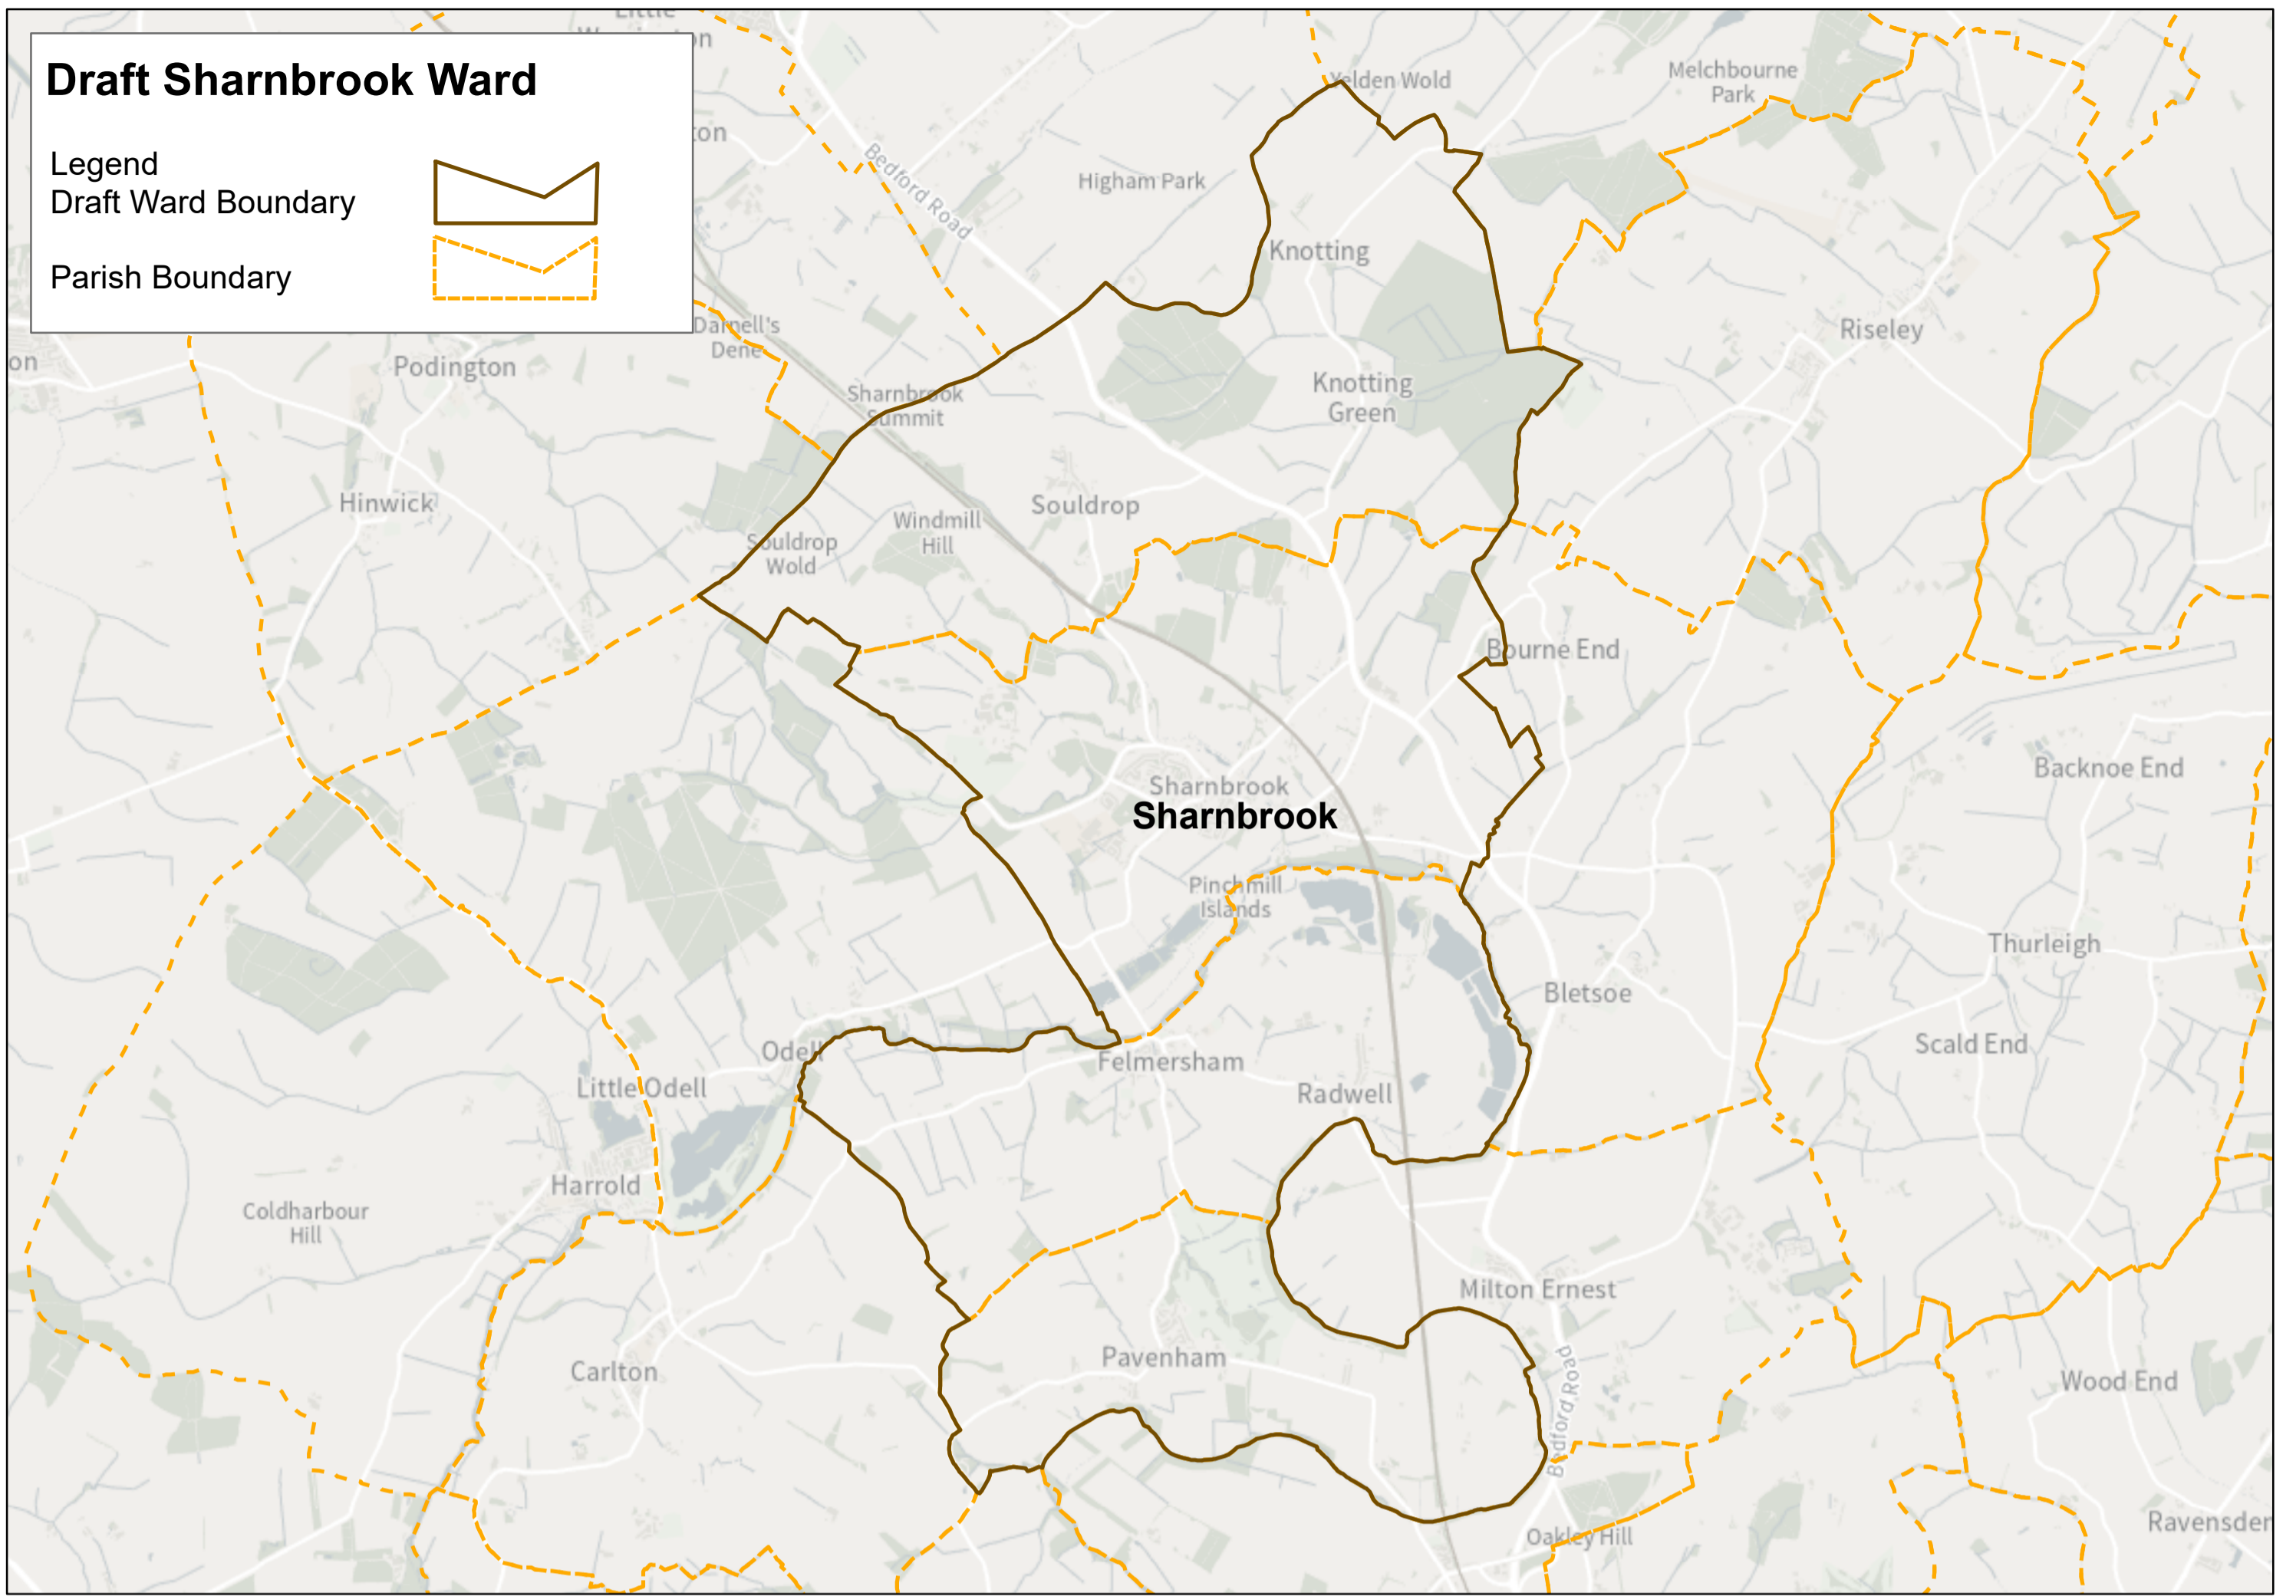 Draft Sharnbrook Ward
Legend
Draft Ward Boundary
Parish Boundary
Little
Yelden Wold
Melchbourne
Park
Bedford Road
Higham Park
Knotting
Darnell's
Dene
Riseley
Podington
Sharnbrook
Summit
Knotting
Green
Hinwick
Souldrop
Windmill
Hill
Souldrop
Wold
Bourne End
Backnoe End
Sharnbrook
Sharnbrook
Pinchmill
Islands
Thurleigh
Bletsoe
Scald End
Odell
Felmersham
Little Odell
Radwell
Harrold
Coldharbour
Hill
Milton Ernest
Pavenham
Carlton
Wood End
Bedford Road
Oakley Hill
Ravensden